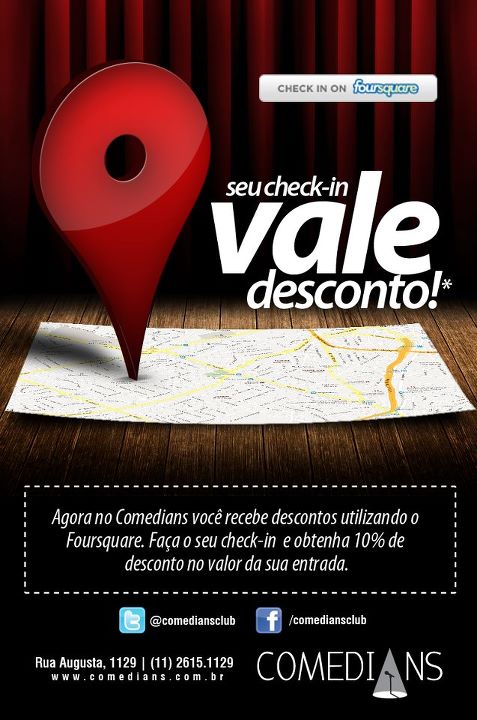 CHECK IN ON foursquare
seu check-in
vale
desconto!*
Agora no Comedians você recebe descontos utilizando o
Foursquare. Faça o seu check-in e obtenha 10% de
desconto no valor da sua entrada.
@comediansclub
/comediansclub
Rua Augusta, 1129 | (11) 2615.1129
www.comedians.com.br
COMEDIANS